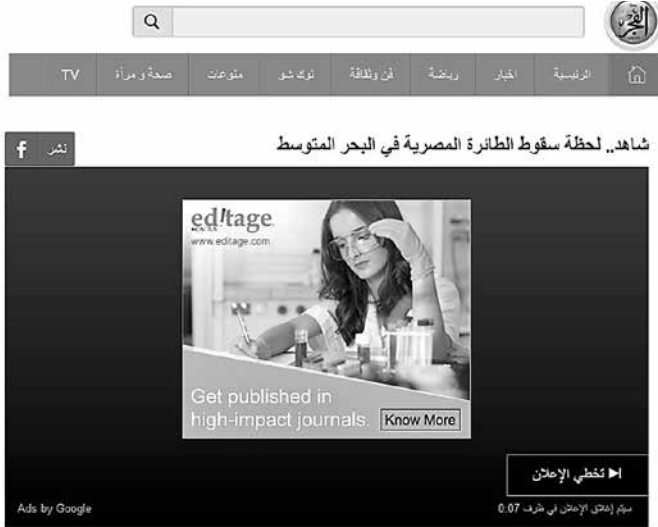 الفجر
الرئيسية اخبار رياضة فن وثقافة توك شو منوعات صحة و مرأة TV
شاهد.. لحظة سقوط الطائرة المصرية في البحر المتوسط
نشر f
ed!tage
www.editage.com
Get published in
high-impact journals. Know More
تخطي الإعلان
Ads by Google
سيتم إغلاق الإعلان في ظرف 0:07